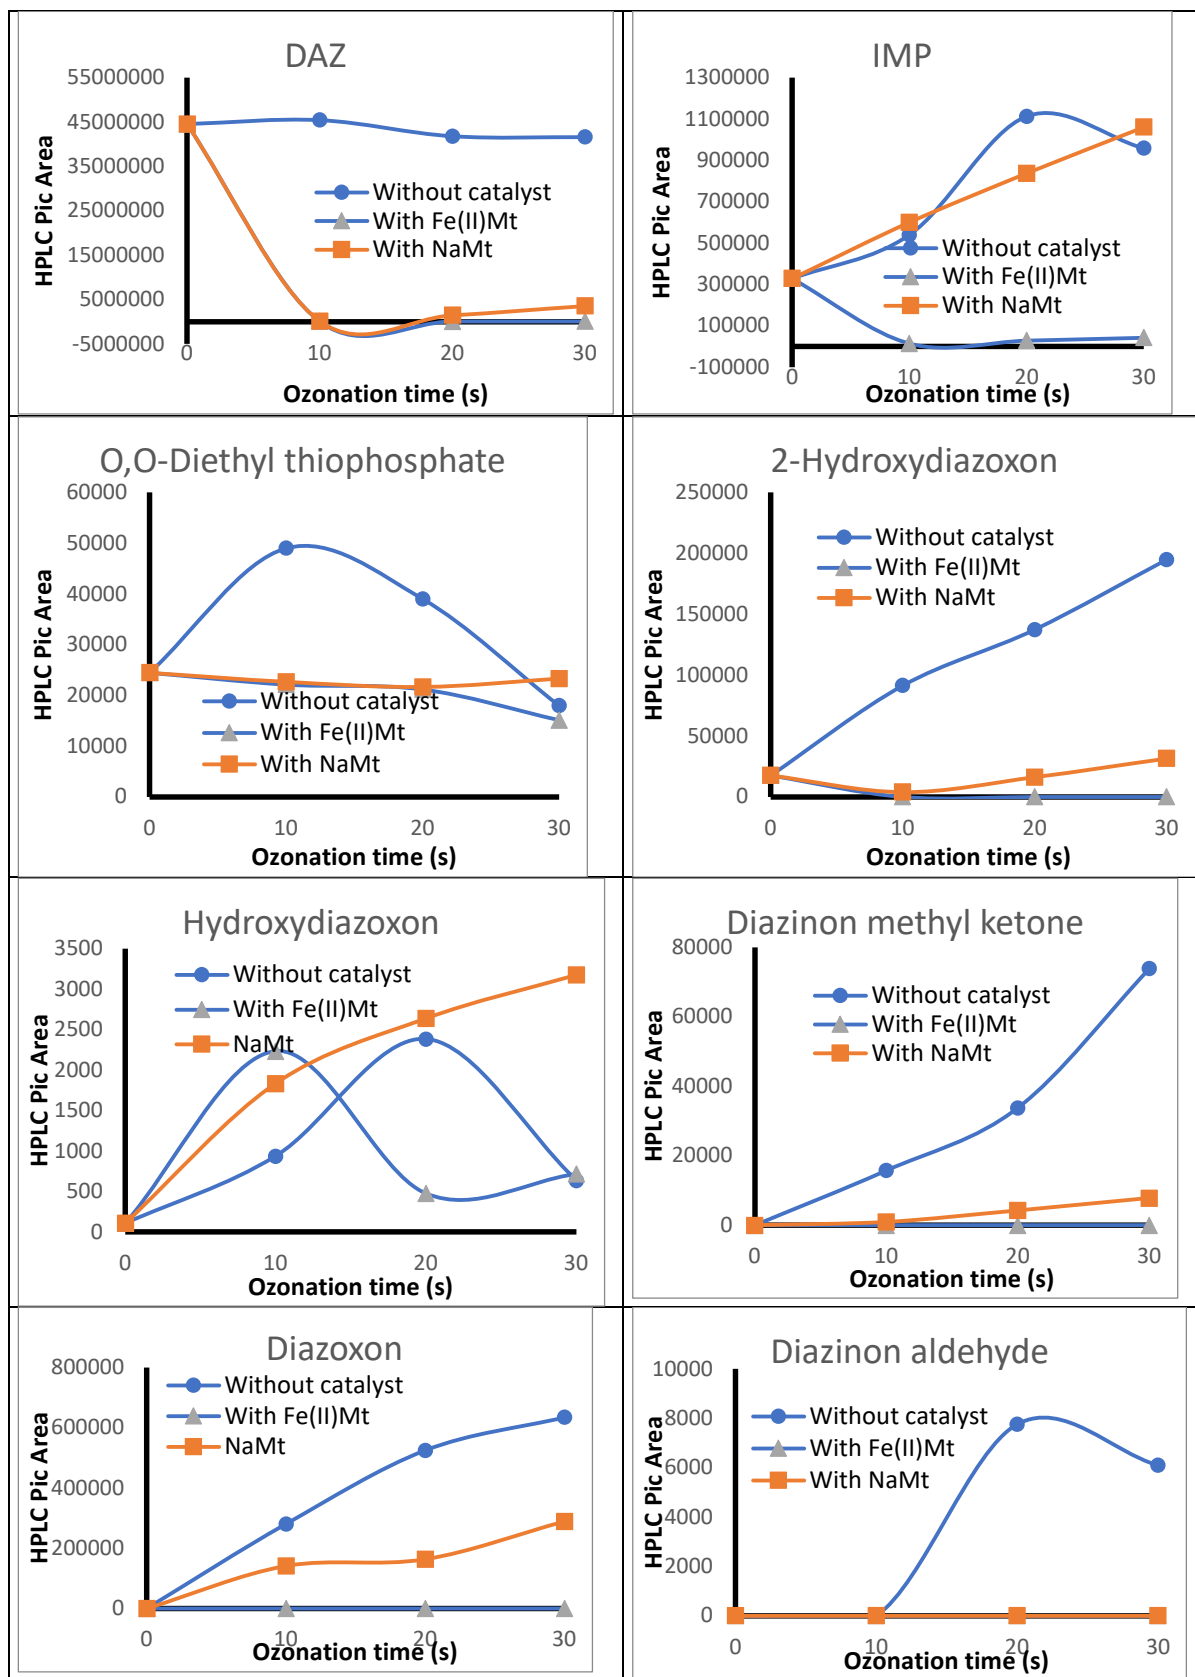 DAZ
55000000
45000000
35000000
25000000
15000000
5000000
-5000000
HPLC Pic Area
Without catalyst
With Fe(II)Mt
With NaMt
0 10 20 30
Ozonation time (s)
IMP
1300000
1100000
900000
700000
500000
300000
100000
-100000
HPLC Pic Area
Without catalyst
With Fe(II)Mt
With NaMt
0 10 20 30
Ozonation time (s)
O,O-Diethyl thiophosphate
60000
50000
40000
30000
20000
10000
0
HPLC Pic Area
Without catalyst
With Fe(II)Mt
With NaMt
0 10 20 30
Ozonation time (s)
2-Hydroxydiazoxon
250000
200000
150000
100000
50000
0
HPLC Pic Area
Without catalyst
With Fe(II)Mt
With NaMt
0 10 20 30
Ozonation time (s)
Hydroxydiazoxon
3500
3000
2500
2000
1500
1000
500
0
HPLC Pic Area
Without catalyst
With Fe(II)Mt
NaMt
0 10 20 30
Ozonation time (s)
Diazinon methyl ketone
80000
60000
40000
20000
0
HPLC Pic Area
Without catalyst
With Fe(II)Mt
With NaMt
0 10 20 30
Ozonation time (s)
Diazoxon
800000
600000
400000
200000
0
HPLC Pic Area
Without catalyst
With Fe(II)Mt
NaMt
0 10 20 30
Ozonation time (s)
Diazinon aldehyde
10000
8000
6000
4000
2000
0
HPLC Pic Area
Without catalyst
With Fe(II)Mt
With NaMt
0 10 20 30
Ozonation time (s)